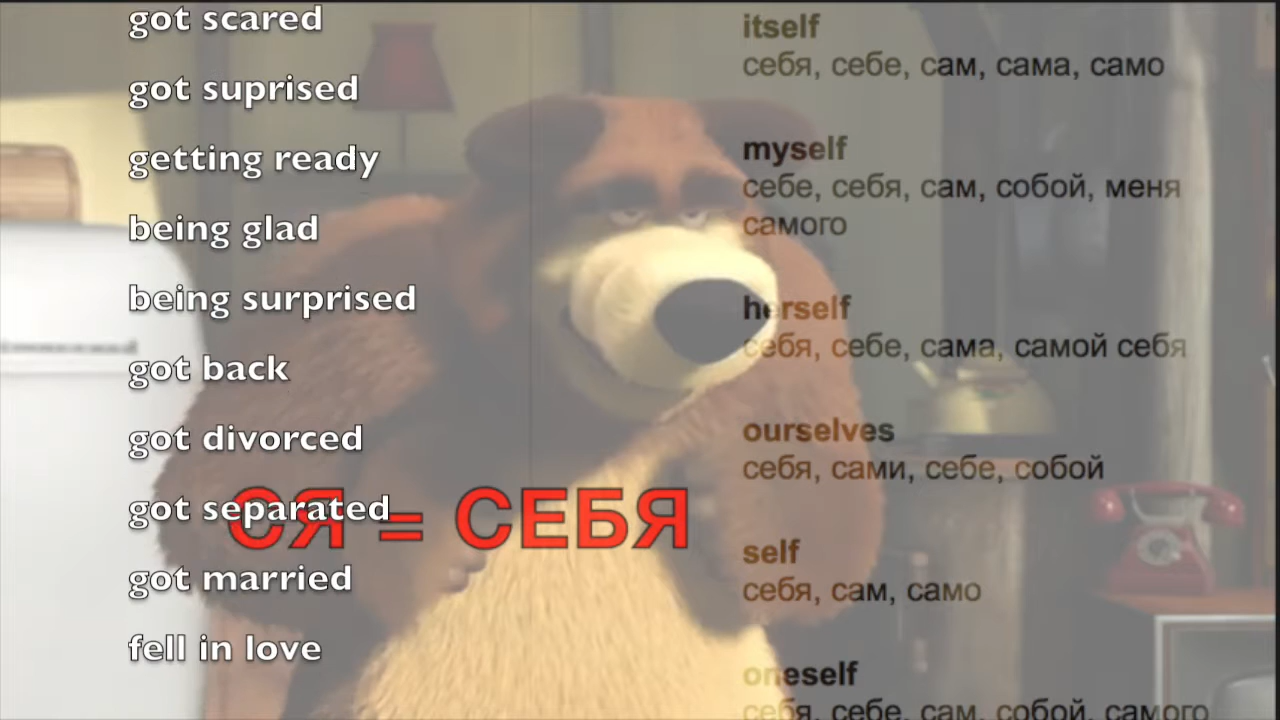 got scared
got suprised
getting ready
being glad
being surprised
got back
got divorced
got separated
СЯ = СЕБЯ
got married
fell in love
itself
себя, себе, сам, сама, само
myself
себе, себя, сам, собой, меня
самого
herself
себя, себе, сама, самой себя
ourselves
себя, сами, себе, собой
self
себя, сам, само
oneself
себя, себе, сам, собой, самого